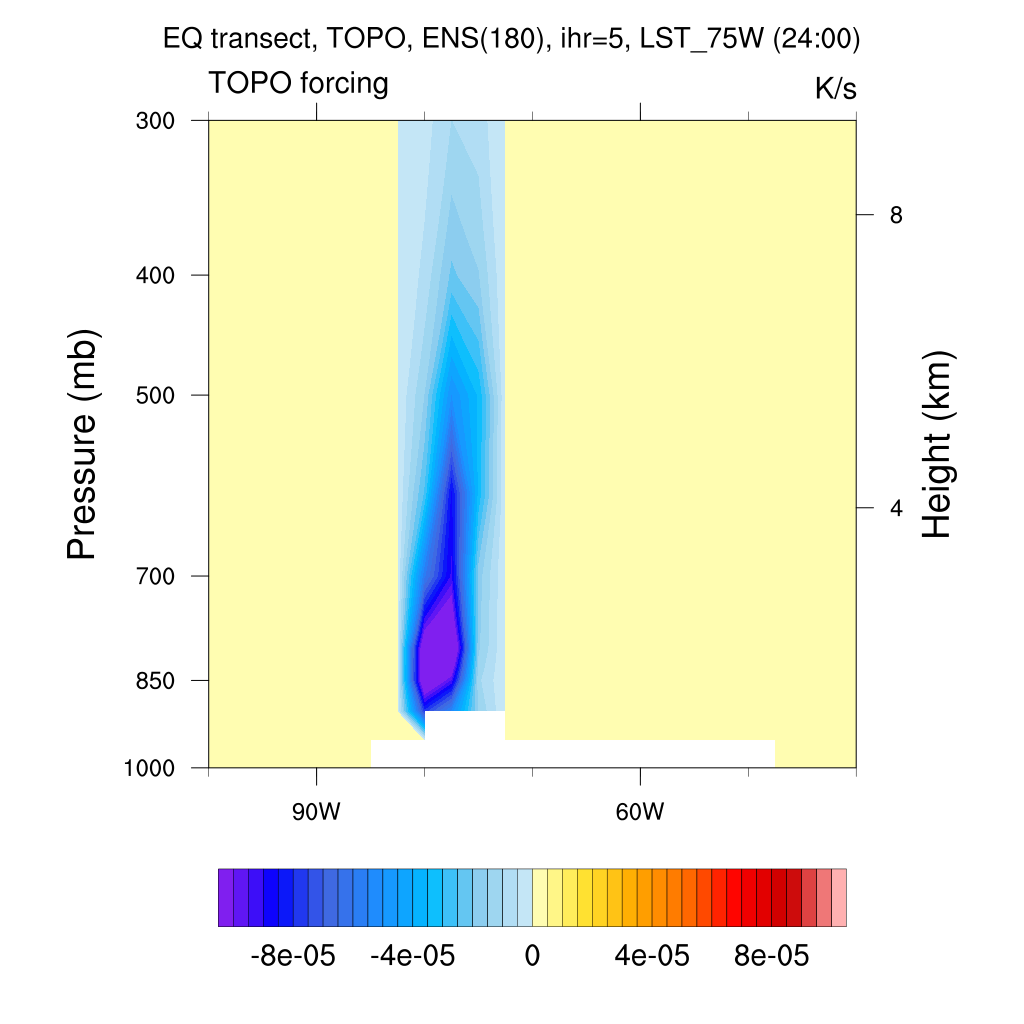 EQ transect, TOPO, ENS(180), ihr=5, LST_75W (24:00)
TOPO forcing
K/s
300
400
500
700
850
1000
Pressure (mb)
8
4
Height (km)
90W
60W
-8e-05
-4e-05
0
4e-05
8e-05